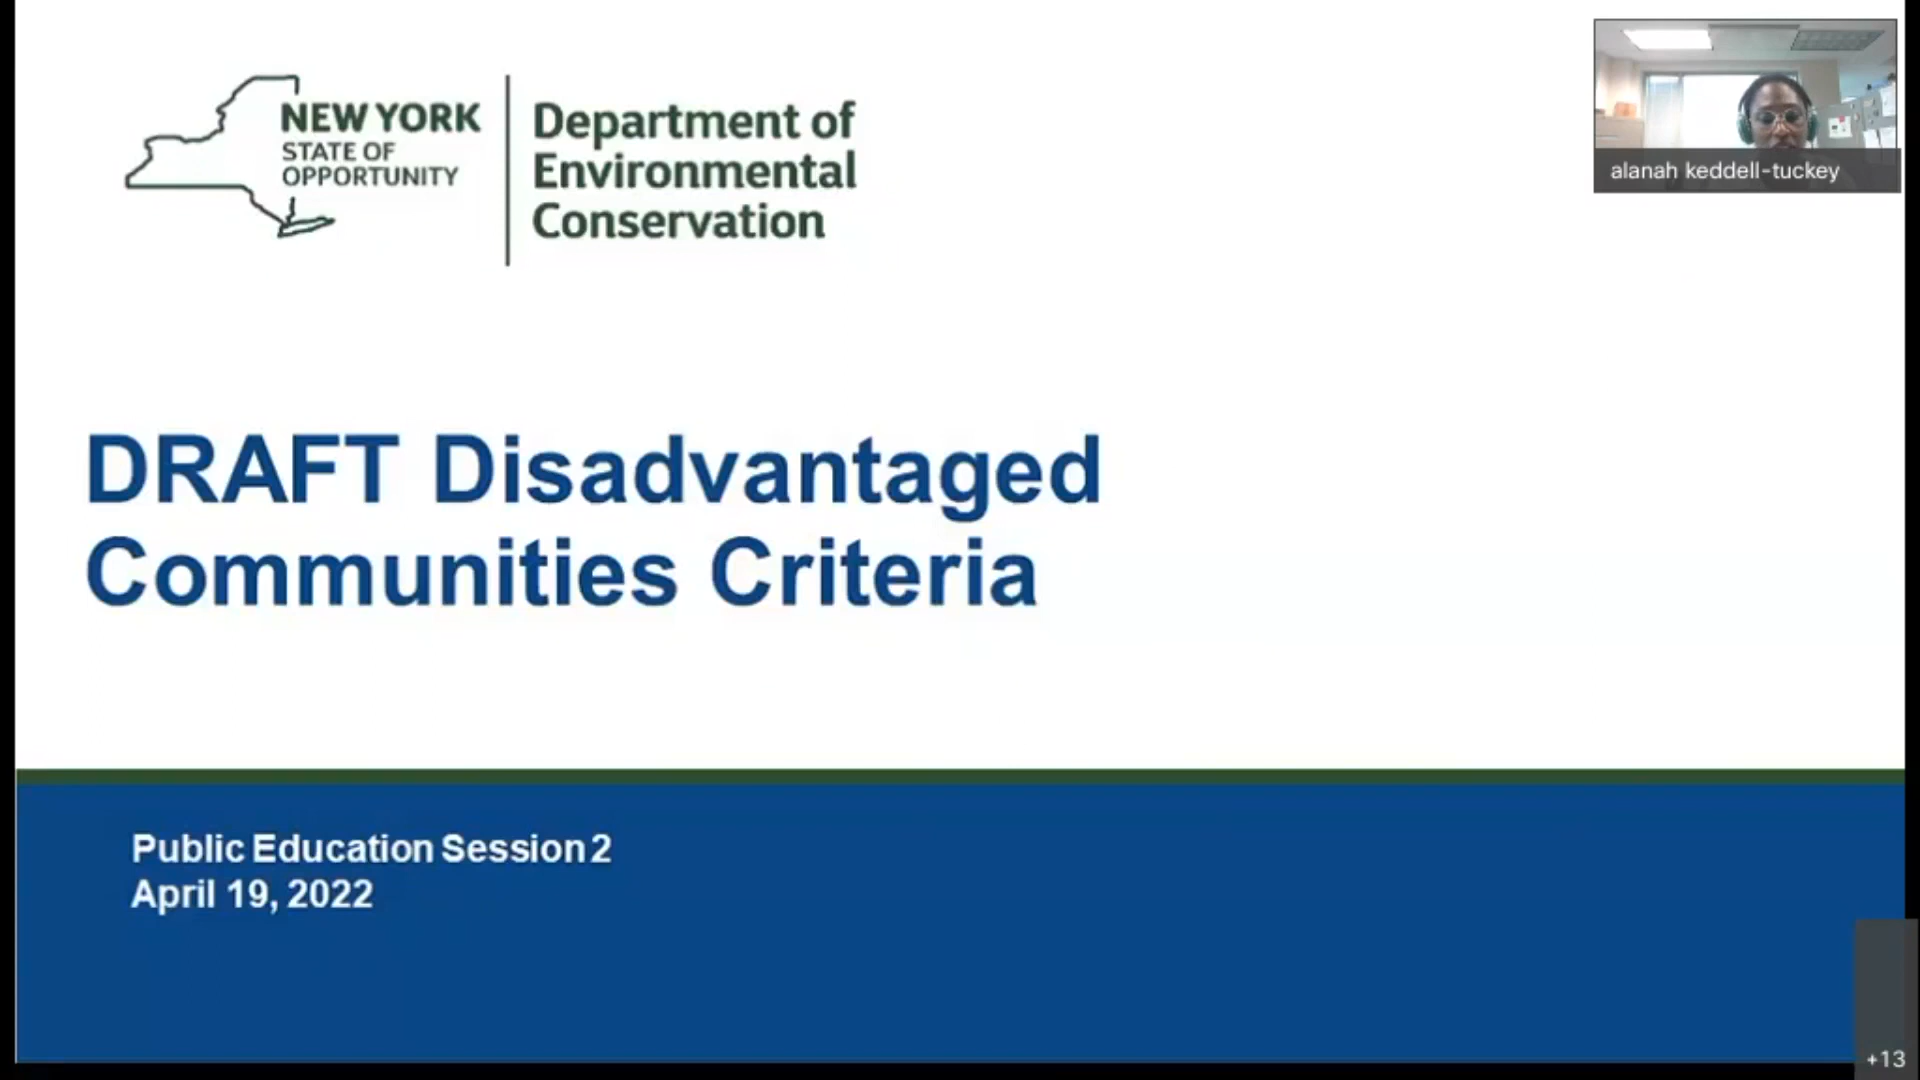 NEW YORK
STATE OF
OPPORTUNITY
Department of
Environmental
Conservation
alanah keddell-tuckey
DRAFT Disadvantaged
Communities Criteria
Public Education Session 2
April 19, 2022
+13